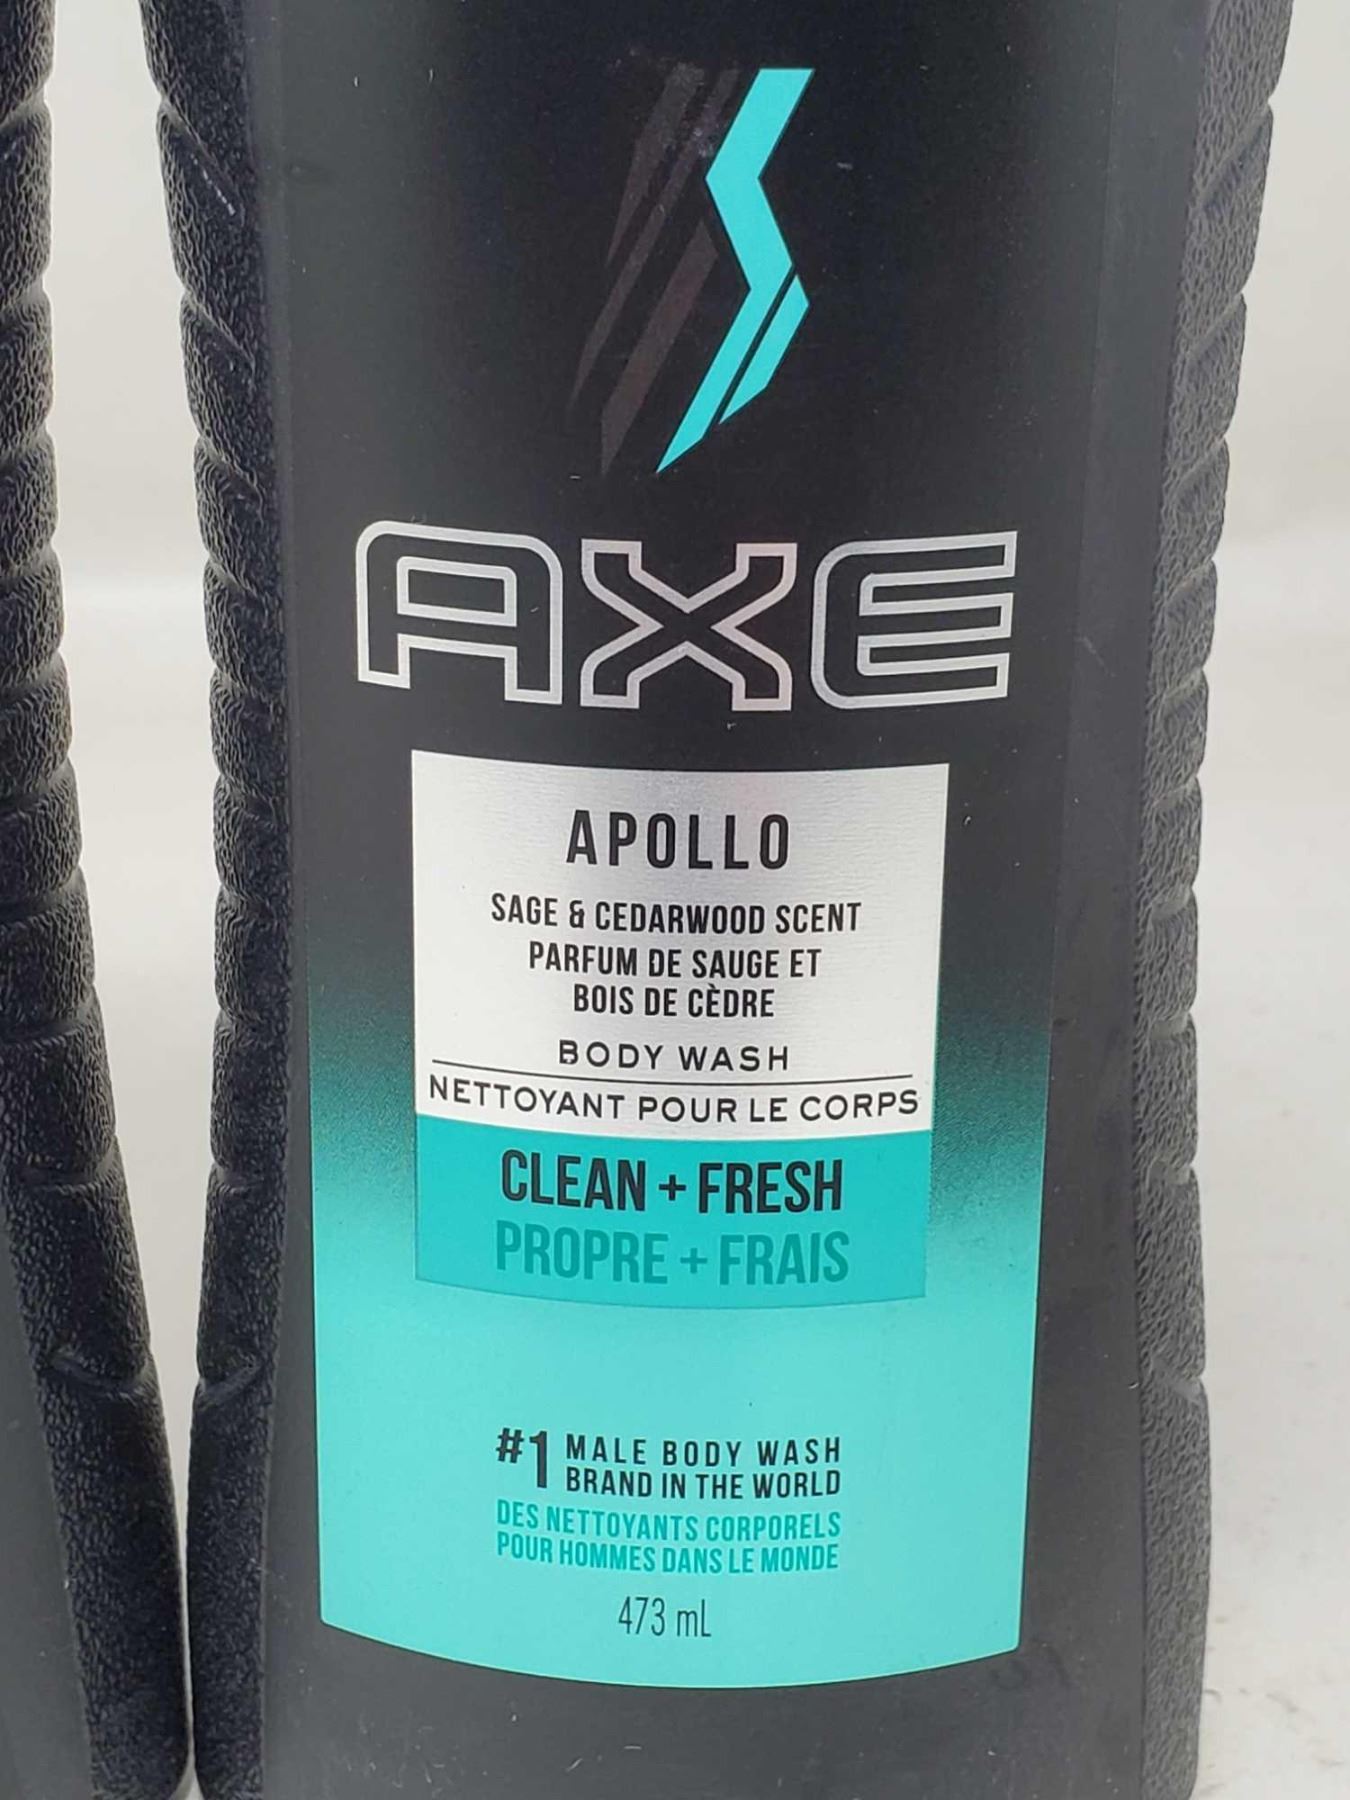 AXE
APOLLO
SAGE & CEDARWOOD SCENT
PARFUM DE SAUGE ET
BOIS DE CÈDRE
BODY WASH
NETTOYANT POUR LE CORPS
CLEAN + FRESH
PROPRE + FRAIS
#1 MALE BODY WASH
BRAND IN THE WORLD
DES NETTOYANTS CORPORELS
POUR HOMMES DANS LE MONDE
473 mL